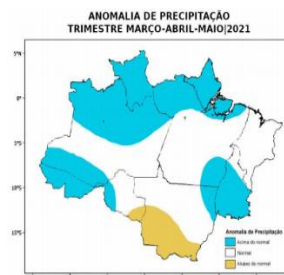 ANOMALIA DE PRECIPITAÇÃO
TRIMESTRE MARÇO-ABRIL-MAIO|2021
5°N
0°
5°S
10°S
15°S
Anomalia de Precipitação
Acima do normal
Normal
Abaixo do normal